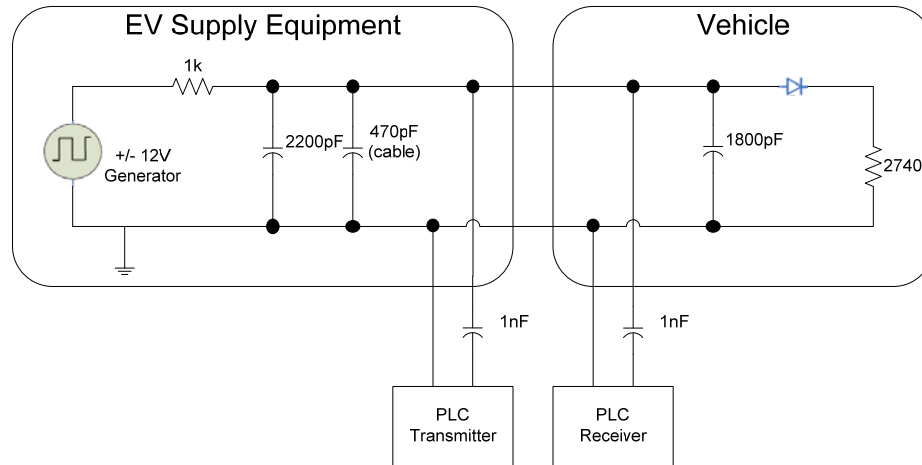 EV Supply Equipment
Vehicle
1k
+/- 12V
Generator
2200pF
470pF
(cable)
1800pF
2740
1nF
1nF
PLC
Transmitter
PLC
Receiver